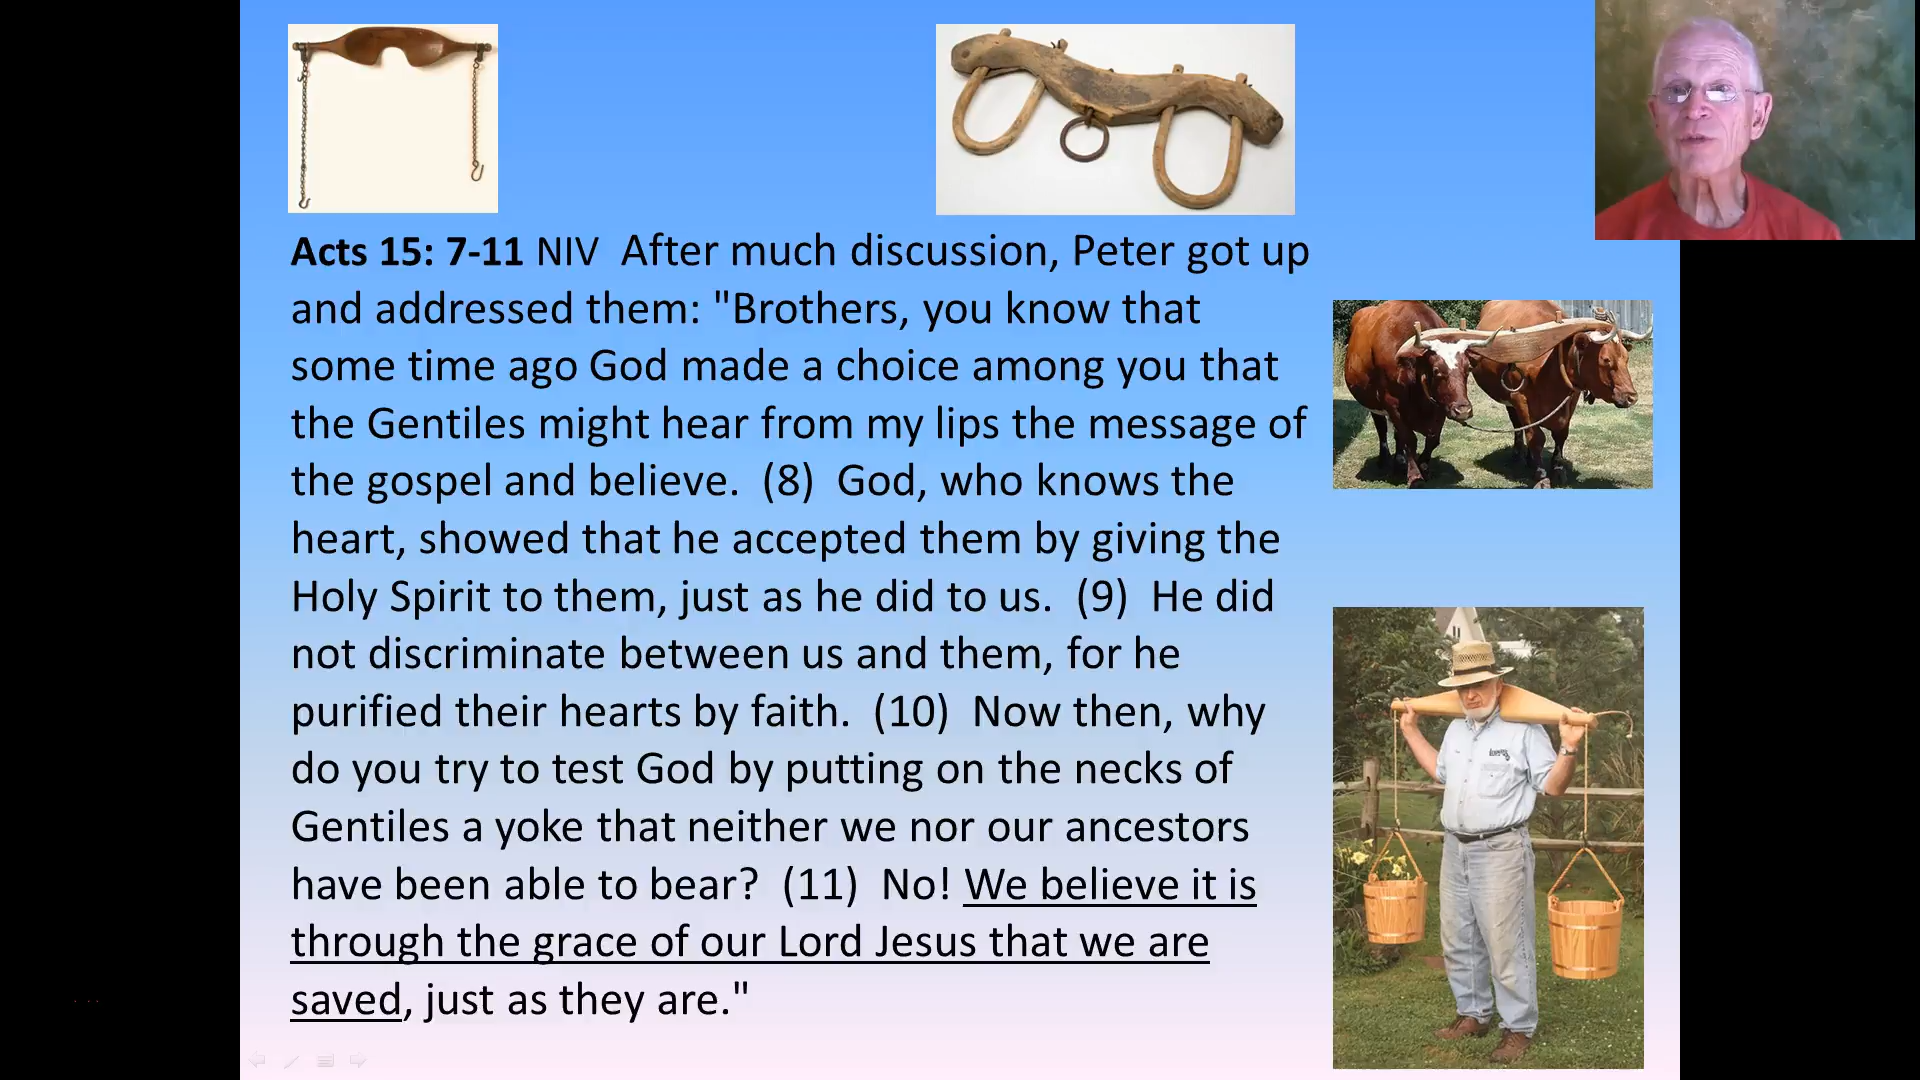 Acts 15: 7-11 NIV  After much discussion, Peter got up
and addressed them: "Brothers, you know that
some time ago God made a choice among you that
the Gentiles might hear from my lips the message of
the gospel and believe.  (8)  God, who knows the
heart, showed that he accepted them by giving the
Holy Spirit to them, just as he did to us.  (9)  He did
not discriminate between us and them, for he
purified their hearts by faith.  (10)  Now then, why
do you try to test God by putting on the necks of
Gentiles a yoke that neither we nor our ancestors
have been able to bear?  (11)  No! We believe it is
through the grace of our Lord Jesus that we are
saved, just as they are."